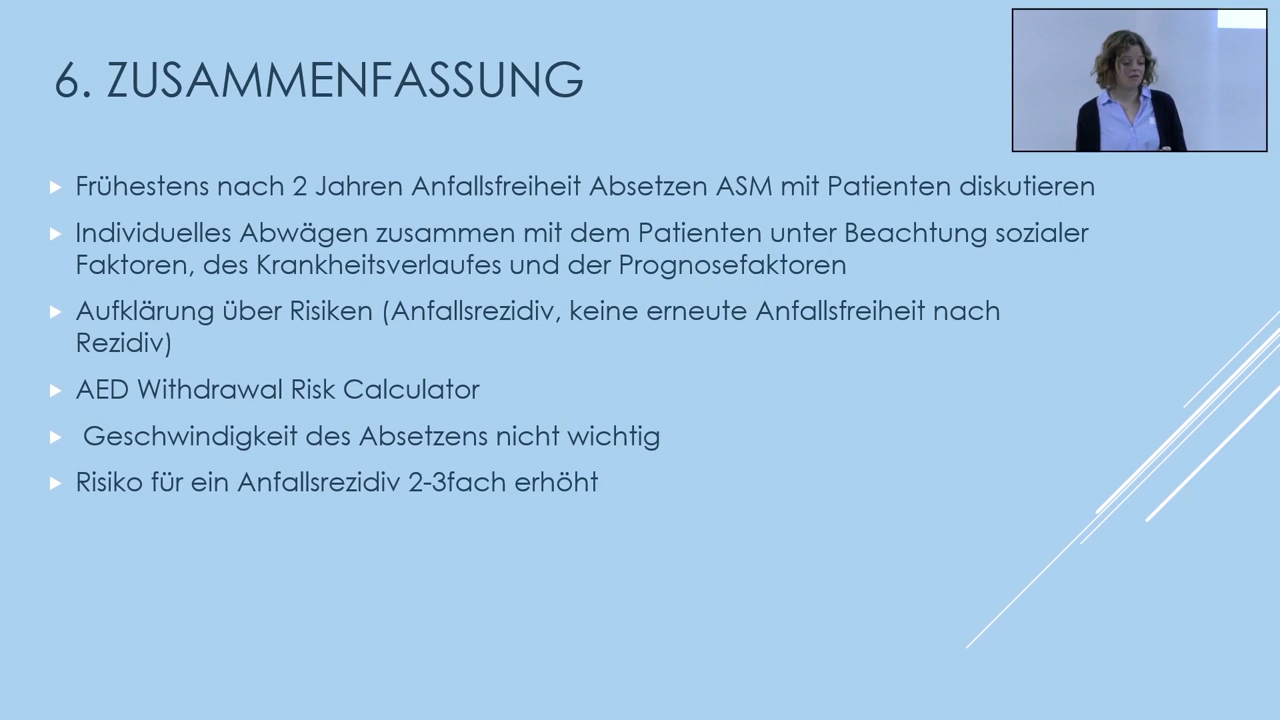 6. ZUSAMMENFASSUNG
Frühestens nach 2 Jahren Anfallsfreiheit Absetzen ASM mit Patienten diskutieren
Individuelles Abwägen zusammen mit dem Patienten unter Beachtung sozialer
Faktoren, des Krankheitsverlaufes und der Prognosefaktoren
Aufklärung über Risiken (Anfallsrezidiv, keine erneute Anfallsfreiheit nach
Rezidiv)
AED Withdrawal Risk Calculator
Geschwindigkeit des Absetzens nicht wichtig
Risiko für ein Anfallsrezidiv 2-3fach erhöht